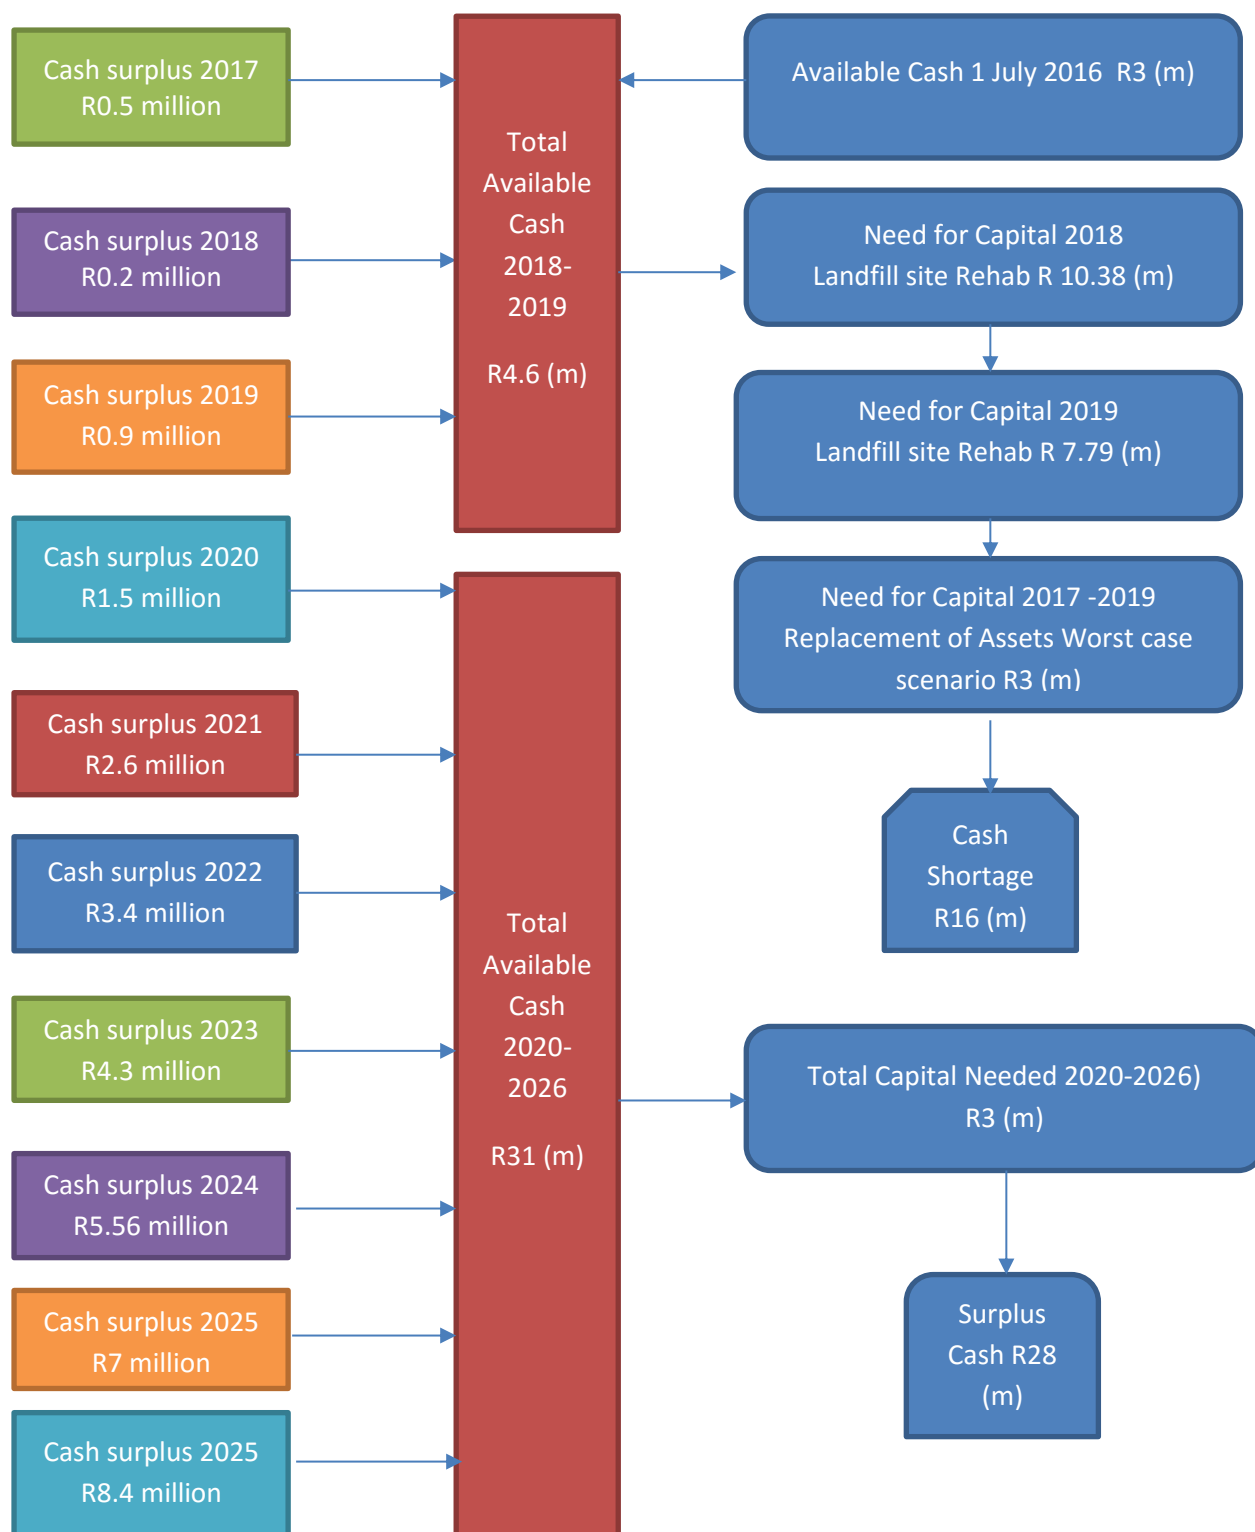 Cash surplus 2017
R0.5 million
Cash surplus 2018
R0.2 million
Cash surplus 2019
R0.9 million
Cash surplus 2020
R1.5 million
Cash surplus 2021
R2.6 million
Cash surplus 2022
R3.4 million
Cash surplus 2023
R4.3 million
Cash surplus 2024
R5.56 million
Cash surplus 2025
R7 million
Cash surplus 2025
R8.4 million
Total
Available
Cash
2018-
2019
R4.6 (m)
Total
Available
Cash
2020-
2026
R31 (m)
Available Cash 1 July 2016 R3 (m)
Need for Capital 2018
Landfill site Rehab R 10.38 (m)
Need for Capital 2019
Landfill site Rehab R 7.79 (m)
Need for Capital 2017 -2019
Replacement of Assets Worst case
scenario R3 (m)
Cash
Shortage
R16 (m)
Total Capital Needed 2020-2026)
R3 (m)
Surplus
Cash R28
(m)